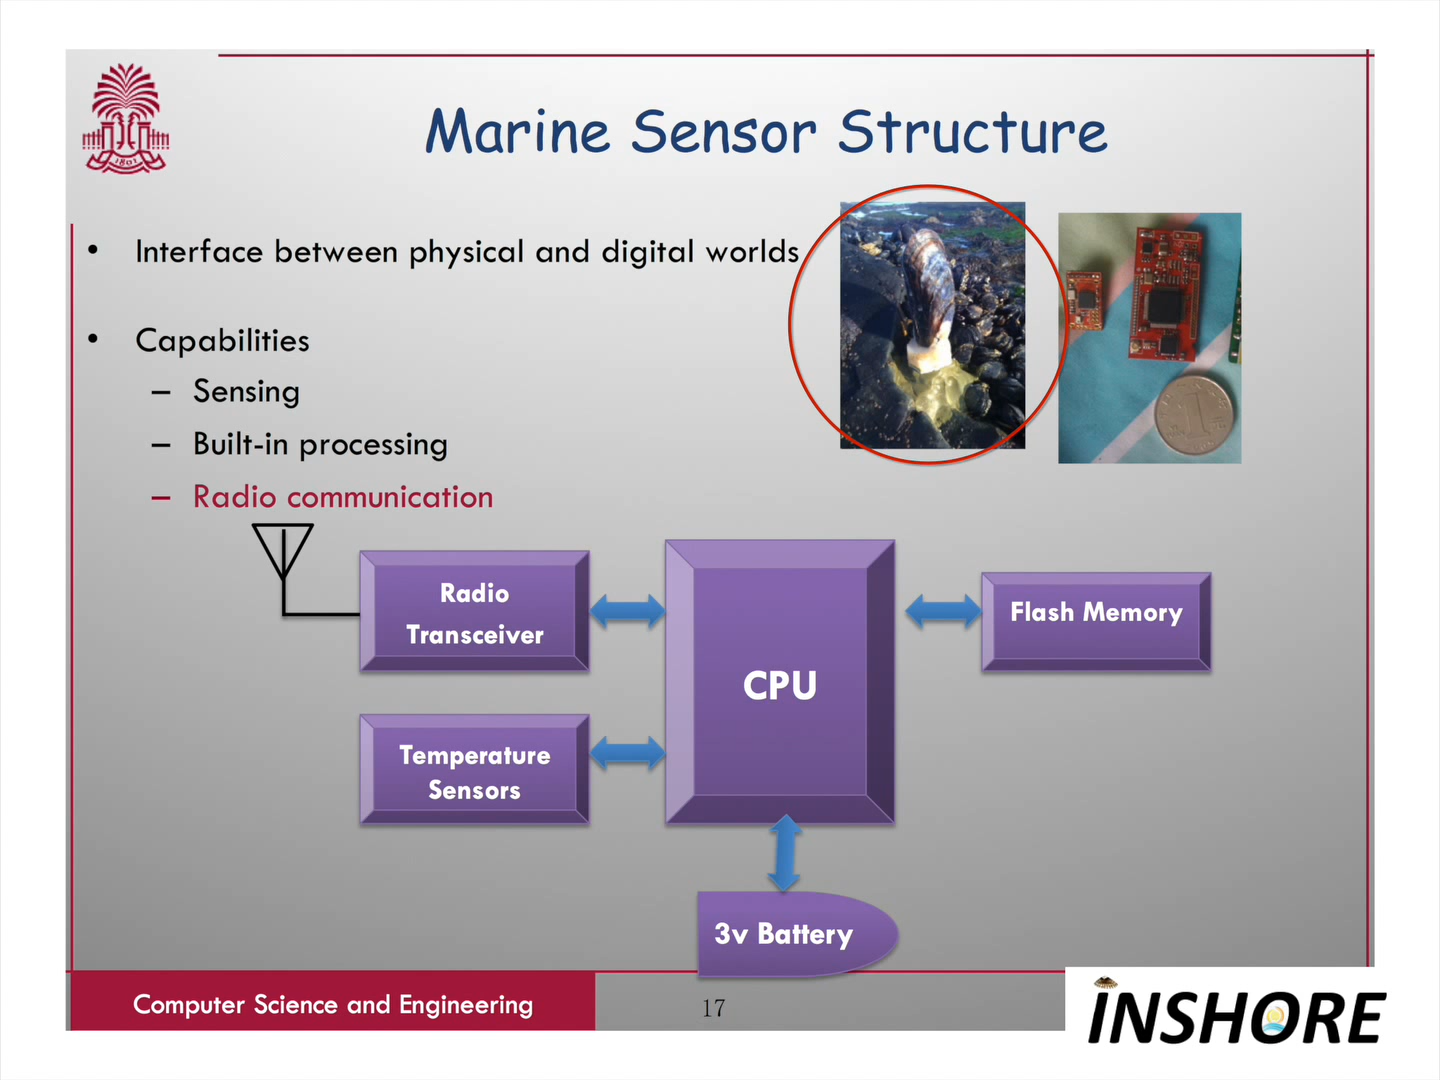 Marine Sensor Structure
1801
• Interface between physical and digital worlds
• Capabilities
– Sensing
– Built-in processing
– Radio communication
Radio
Transceiver
CPU
Flash Memory
Temperature
Sensors
3v Battery
Computer Science and Engineering
17
INSHORE